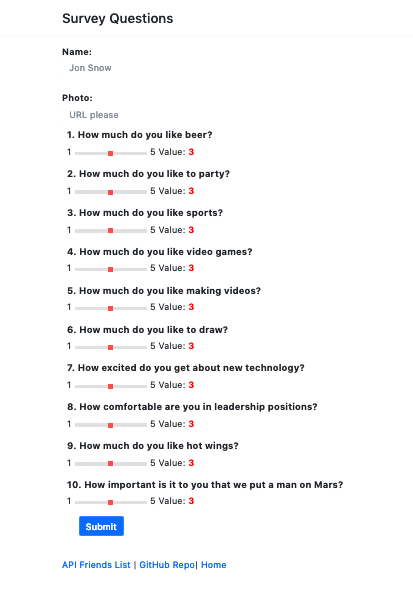 Survey Questions
Name:
Jon Snow
Photo:
URL please
1. How much do you like beer?
1 5 Value: 3
2. How much do you like to party?
1 5 Value: 3
3. How much do you like sports?
1 5 Value: 3
4. How much do you like video games?
1 5 Value: 3
5. How much do you like making videos?
1 5 Value: 3
6. How much do you like to draw?
1 5 Value: 3
7. How excited do you get about new technology?
1 5 Value: 3
8. How comfortable are you in leadership positions?
1 5 Value: 3
9. How much do you like hot wings?
1 5 Value: 3
10. How important is it to you that we put a man on Mars?
1 5 Value: 3
Submit
API Friends List | GitHub Repo| Home